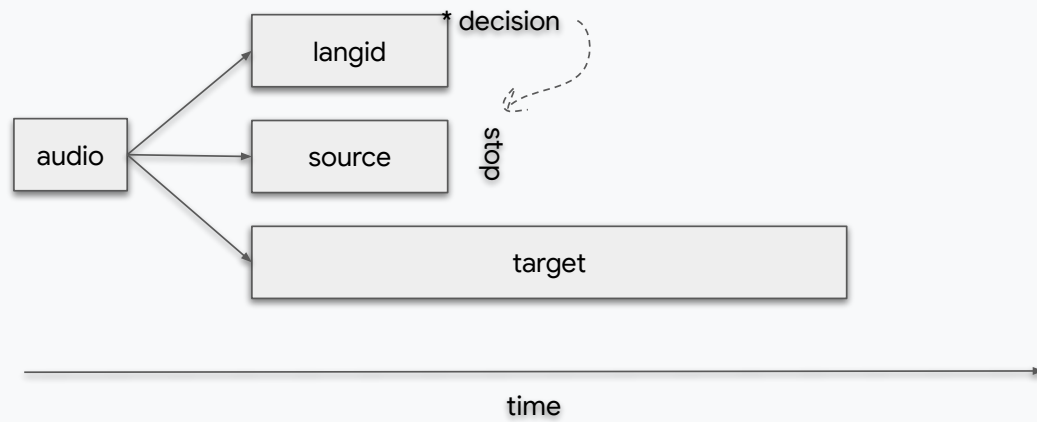 * decision
langid
audio
source
stop
target
time